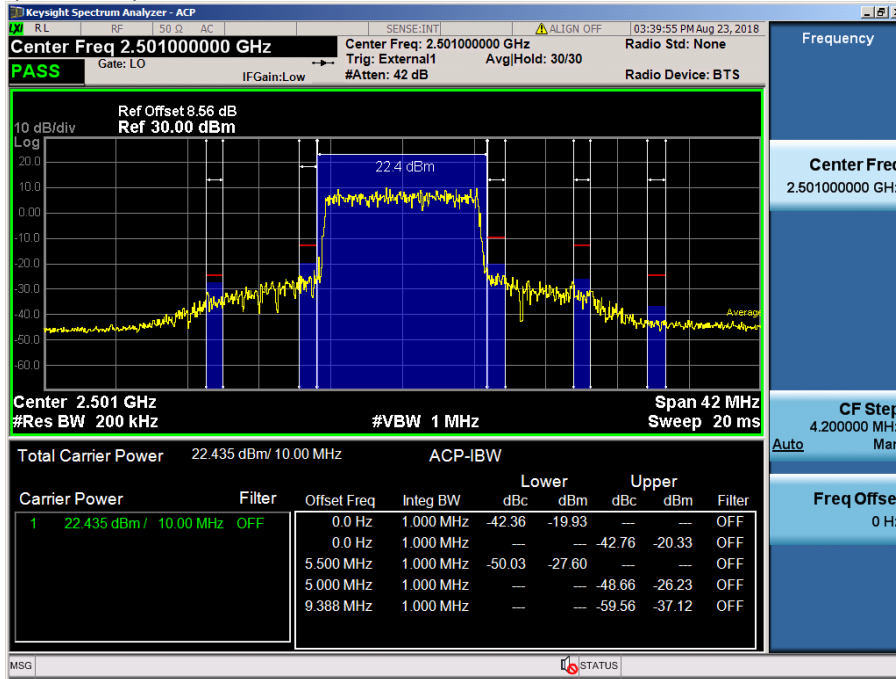 Keysight Spectrum Analyzer - ACP
LXI RL RF 50 Ω AC SENSE:INT ALIGN OFF 03:39:55 PM Aug 23, 2018
Center Freq 2.501000000 GHz Center Freq: 2.501000000 GHz Radio Std: None
Gate: LO Trig: External1 Avg|Hold: 30/30
PASS IFGain:Low #Atten: 42 dB Radio Device: BTS
Frequency
Ref Offset 8.56 dB
10 dB/div Ref 30.00 dBm
Log
22.4 dBm
20.0
10.0
0.00
-10.0
-20.0
-30.0
-40.0
-50.0
-60.0
Average
Center 2.501 GHz Span 42 MHz
#Res BW 200 kHz #VBW 1 MHz Sweep 20 ms
Total Carrier Power 22.435 dBm/ 10.00 MHz ACP-IBW
Lower Upper
Carrier Power Filter Offset Freq Integ BW dBc dBm dBc dBm Filter
1 22.435 dBm / 10.00 MHz OFF 0.0 Hz 1.000 MHz -42.36 -19.93 --- --- OFF
0.0 Hz 1.000 MHz --- --- -42.76 -20.33 OFF
5.500 MHz 1.000 MHz -50.03 -27.60 --- --- OFF
5.000 MHz 1.000 MHz --- --- -48.66 -26.23 OFF
9.388 MHz 1.000 MHz --- --- -59.56 -37.12 OFF
Center Freq
2.501000000 GHz
CF Step
4.200000 MHz
Auto Man
Freq Offset
0 Hz
MSG STATUS